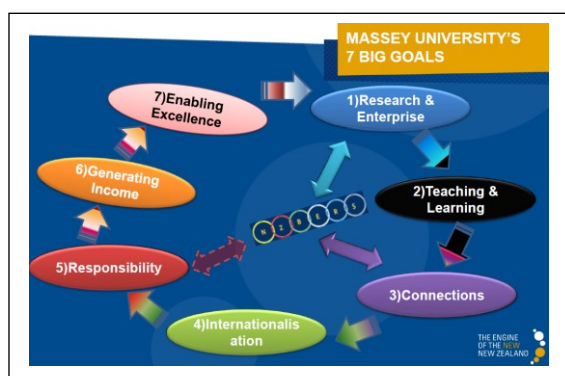 MASSEY UNIVERSITY'S
7 BIG GOALS
7)Enabling
Excellence
1)Research &
Enterprise
6)Generating
Income
2)Teaching &
Learning
N Z B E E R S
5)Responsibility
3)Connections
4)Internationalis
ation
THE ENGINE
OF THE NEW
NEW ZEALAND